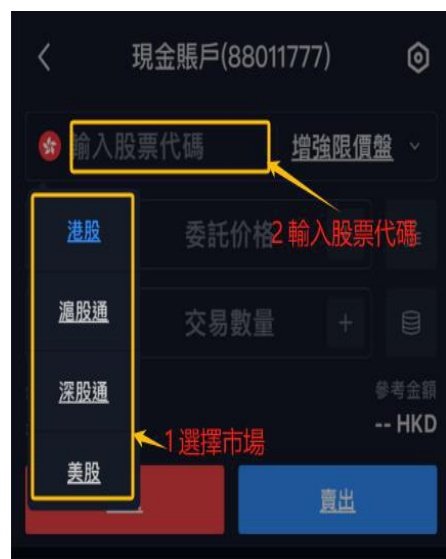 現金賬戶(88011777)
輸入股票代碼 增強限價盤
港股
委託价格
2 輸入股票代碼
滬股通
交易數量 +
深股通
參考金額
-- HKD
1 選擇市場
美股
賣出